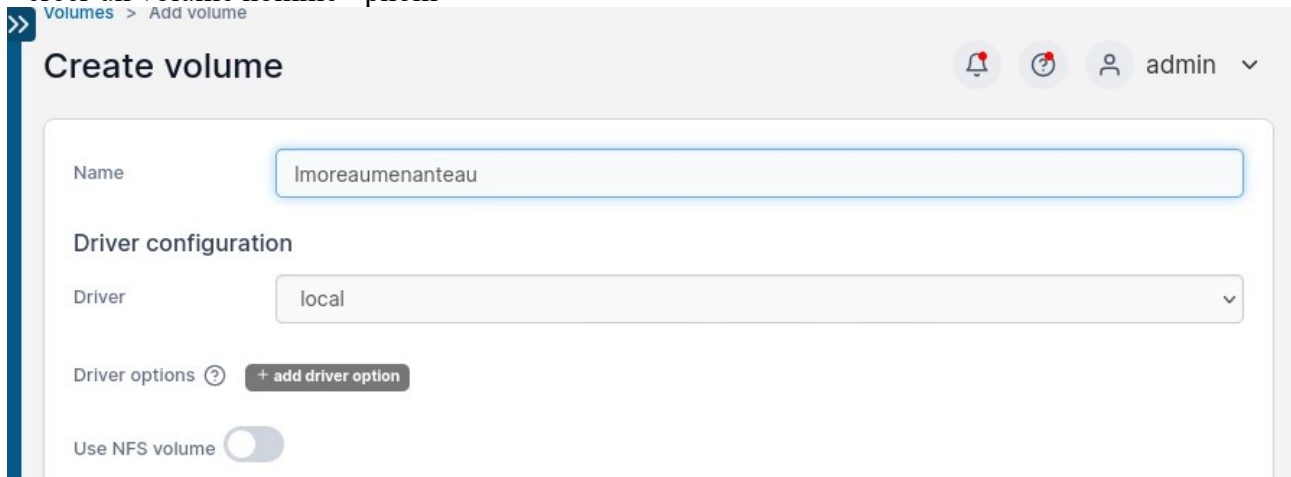 Volumes > Add volume
Create volume
admin
Name
lmoreaumenanteau
Driver configuration
Driver
local
Driver options
+ add driver option
Use NFS volume